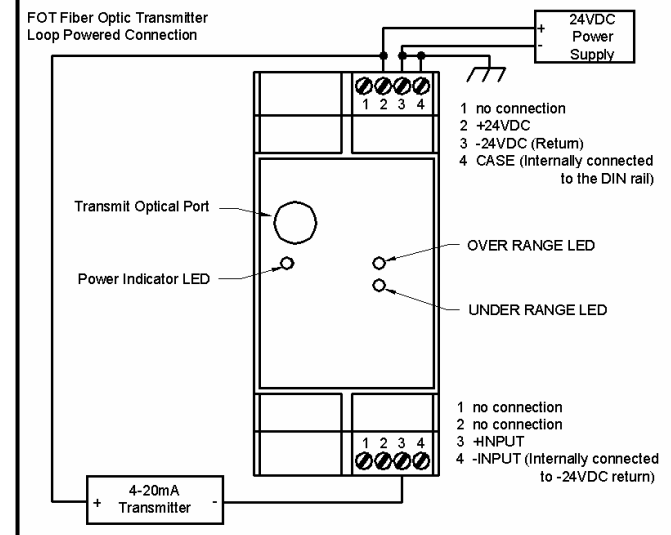 FOT Fiber Optic Transmitter
Loop Powered Connection
24VDC
Power
Supply
+
-
1 2 3 4
1 no connection
2 +24VDC
3 -24VDC (Return)
4 CASE (Internally connected
to the DIN rail)
Transmit Optical Port
OVER RANGE LED
Power Indicator LED
UNDER RANGE LED
1 no connection
2 no connection
3 +INPUT
4 -INPUT (Internally connected
to -24VDC return)
1 2 3 4
+ 4-20mA -
Transmitter